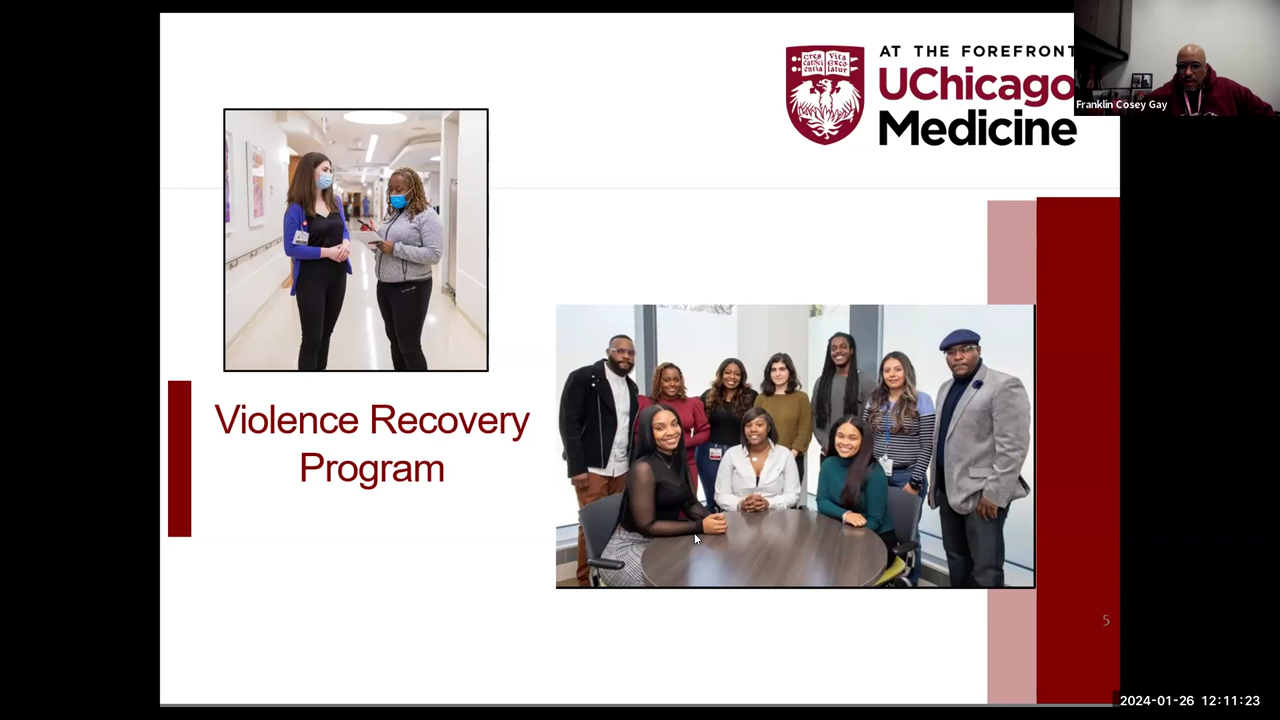 AT THE FOREFRONT
UChicago
Medicine
Franklin Cosey Gay
Violence Recovery
Program
5
2024-01-26 12:11:23